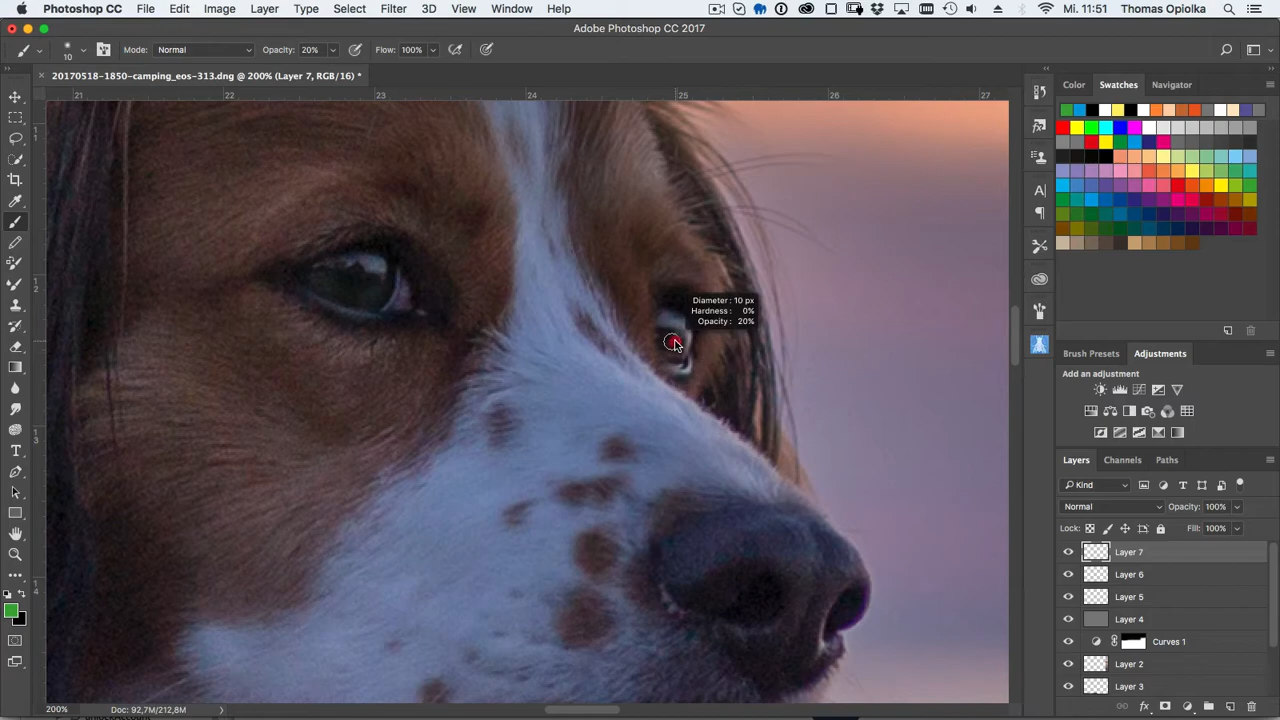 Photoshop CC File Edit Image Layer Type Select Filter 3D View Window Help Mi. 11:51 Thomas Opiolka
Adobe Photoshop CC 2017
10 Mode: Normal Opacity: 20% Flow: 100%
20170518-1850-camping_eos-313.dng @ 200% (Layer 7, RGB/16) *
21 22 23 24 25 26 27
11
12
13
14
Diameter : 10 px
Hardness : 0%
Opacity : 20%
Color Swatches Navigator
Brush Presets Adjustments
Add an adjustment
Layers Channels Paths
Kind
Normal Opacity: 100%
Lock: Fill: 100%
Layer 7
Layer 6
Layer 5
Layer 4
Curves 1
Layer 2
Layer 3
200% Doc: 92,7M/212,8M